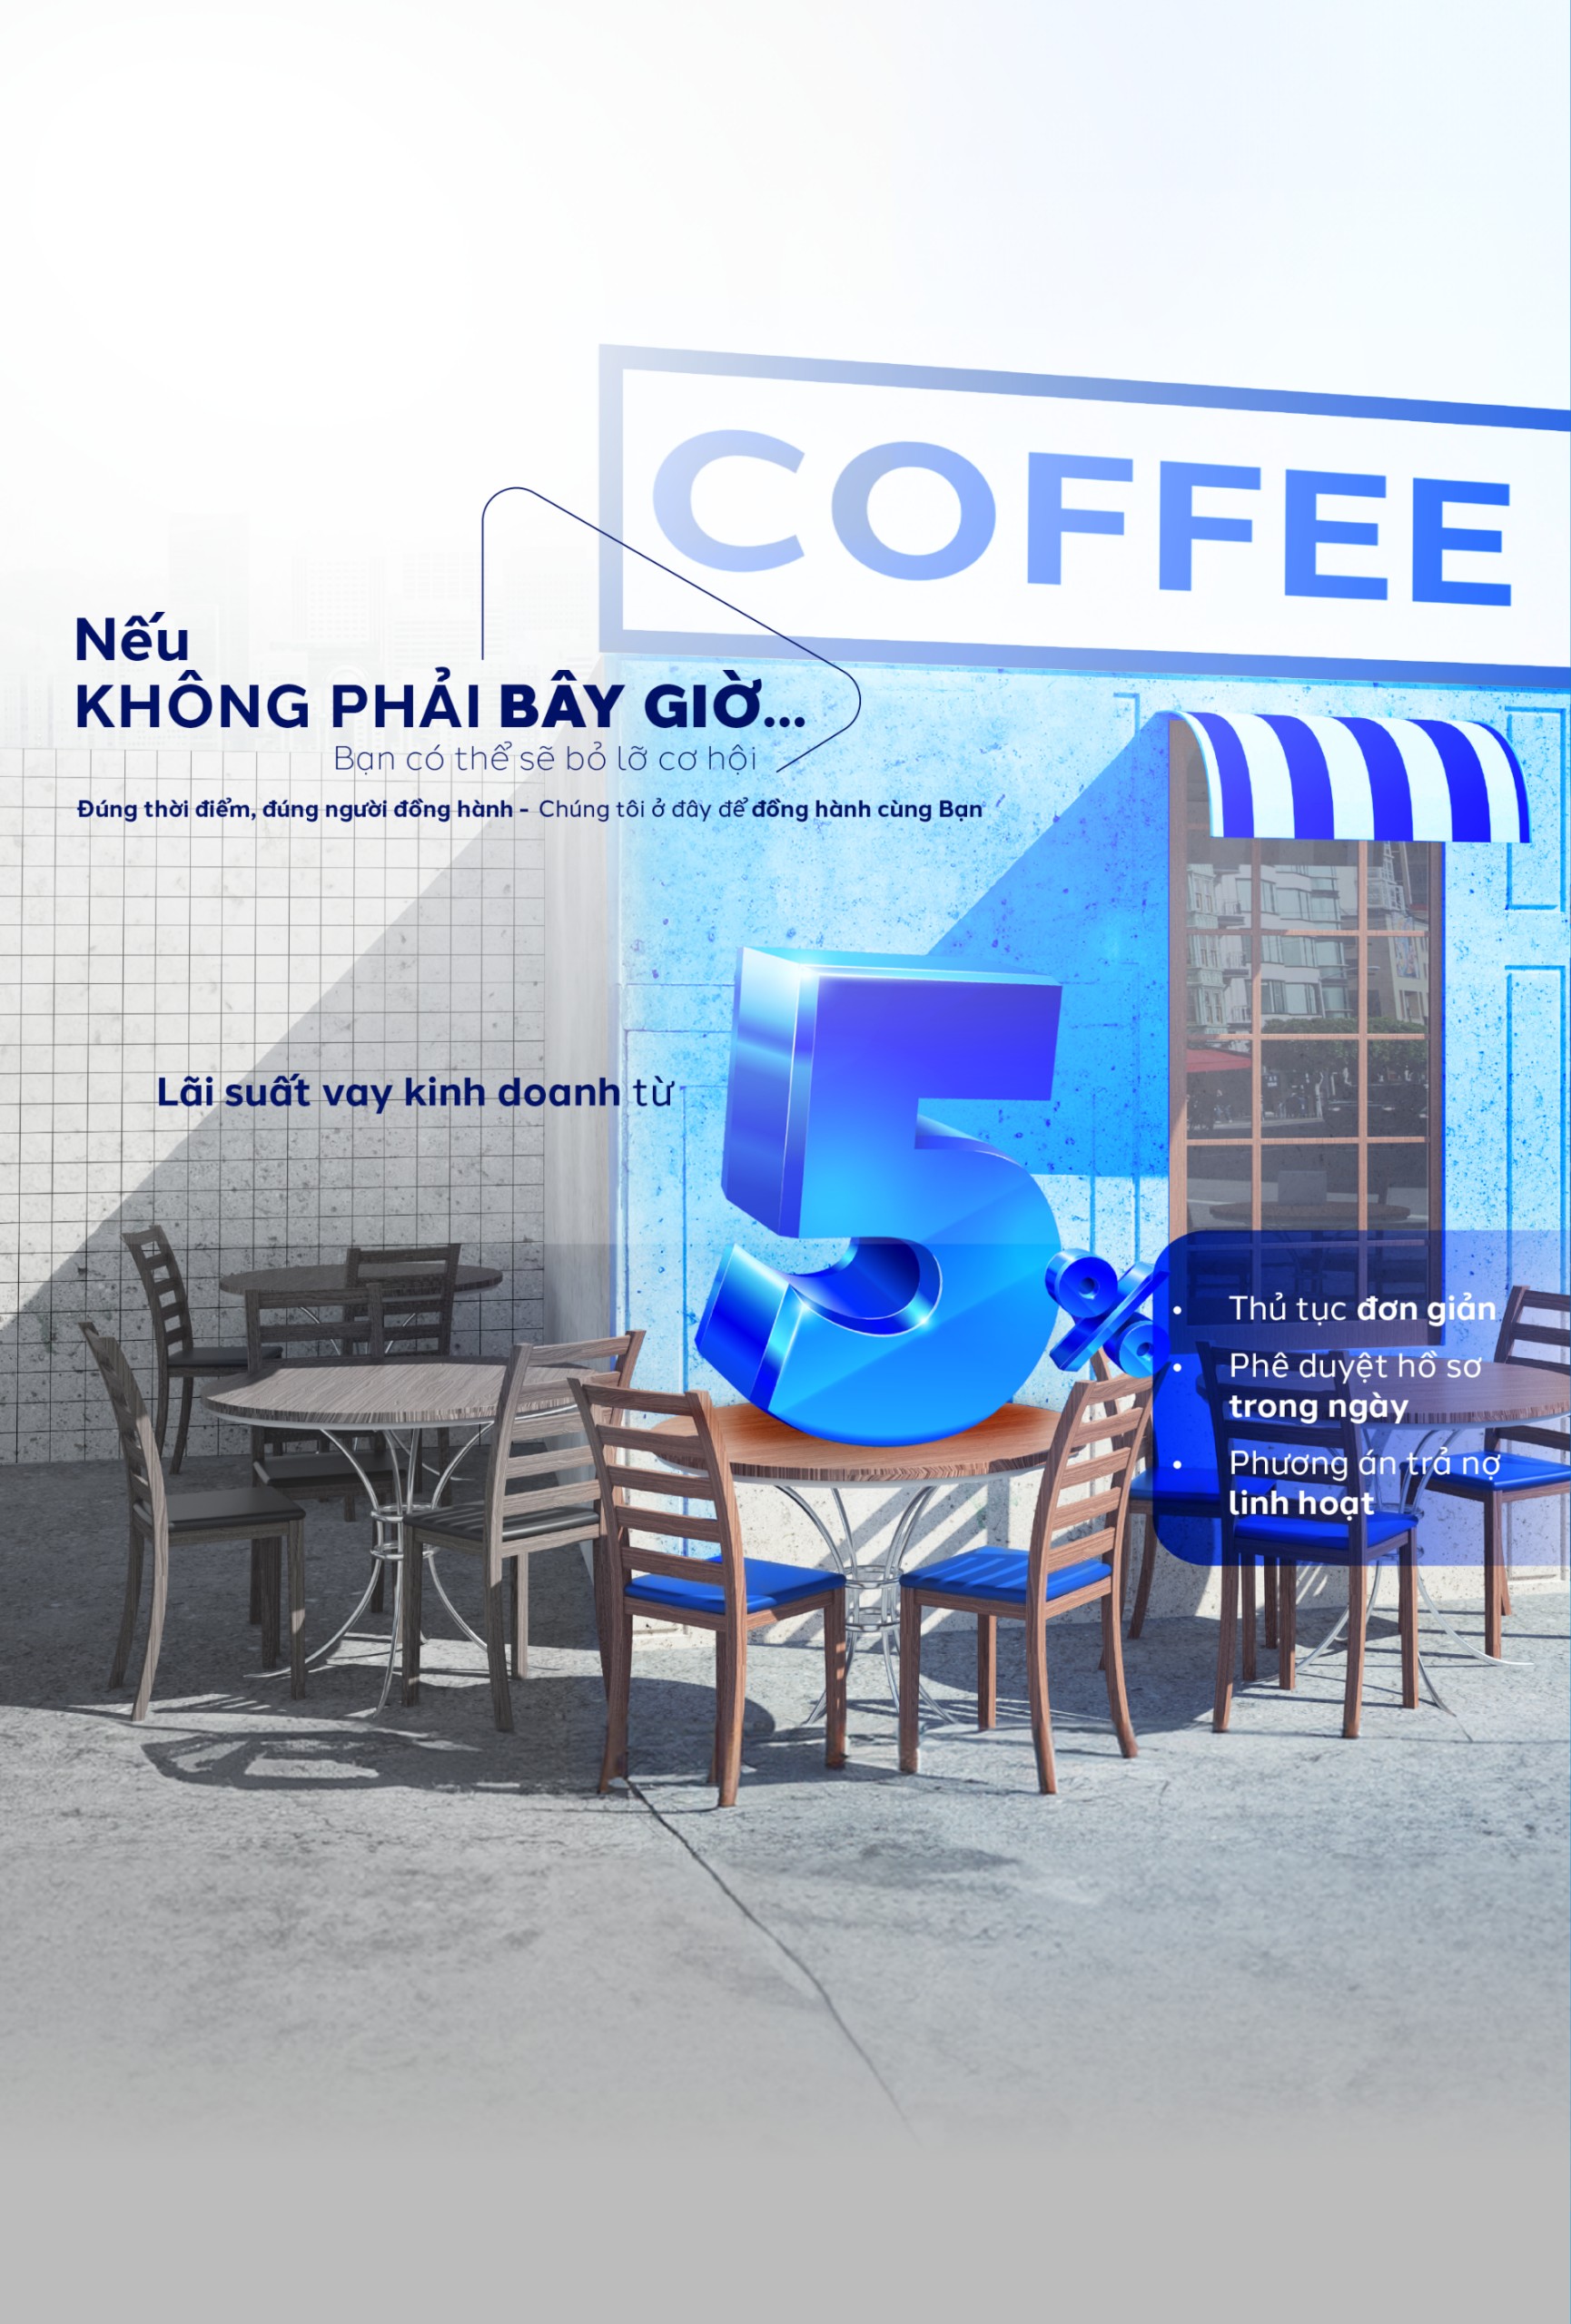 COFFEE
Nếu
KHÔNG PHẢI BÂY GIỜ...
Bạn có thể sẽ bỏ lỡ cơ hội
Đúng thời điểm, đúng người đồng hành - Chúng tôi ở đây để đồng hành cùng Bạn
Lãi suất vay kinh doanh từ
5%
• Thủ tục đơn giản
• Phê duyệt hồ sơ
trong ngày
• Phương án trả nợ
linh hoạt